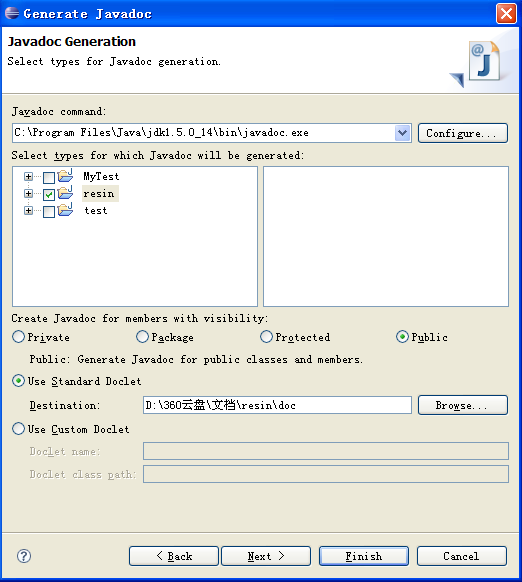 Generate Javadoc
Javadoc Generation
Select types for Javadoc generation.
@
J
Javadoc command:
C:\Program Files\Java\jdk1.5.0_14\bin\javadoc.exe
Configure...
Select types for which Javadoc will be generated:
MyTest
resin
test
Create Javadoc for members with visibility:
Private Package Protected Public
Public: Generate Javadoc for public classes and members.
Use Standard Doclet
Destination: D:\360云盘\文档\resin\doc Browse...
Use Custom Doclet
Doclet name:
Doclet class path:
? < Back Next > Finish Cancel